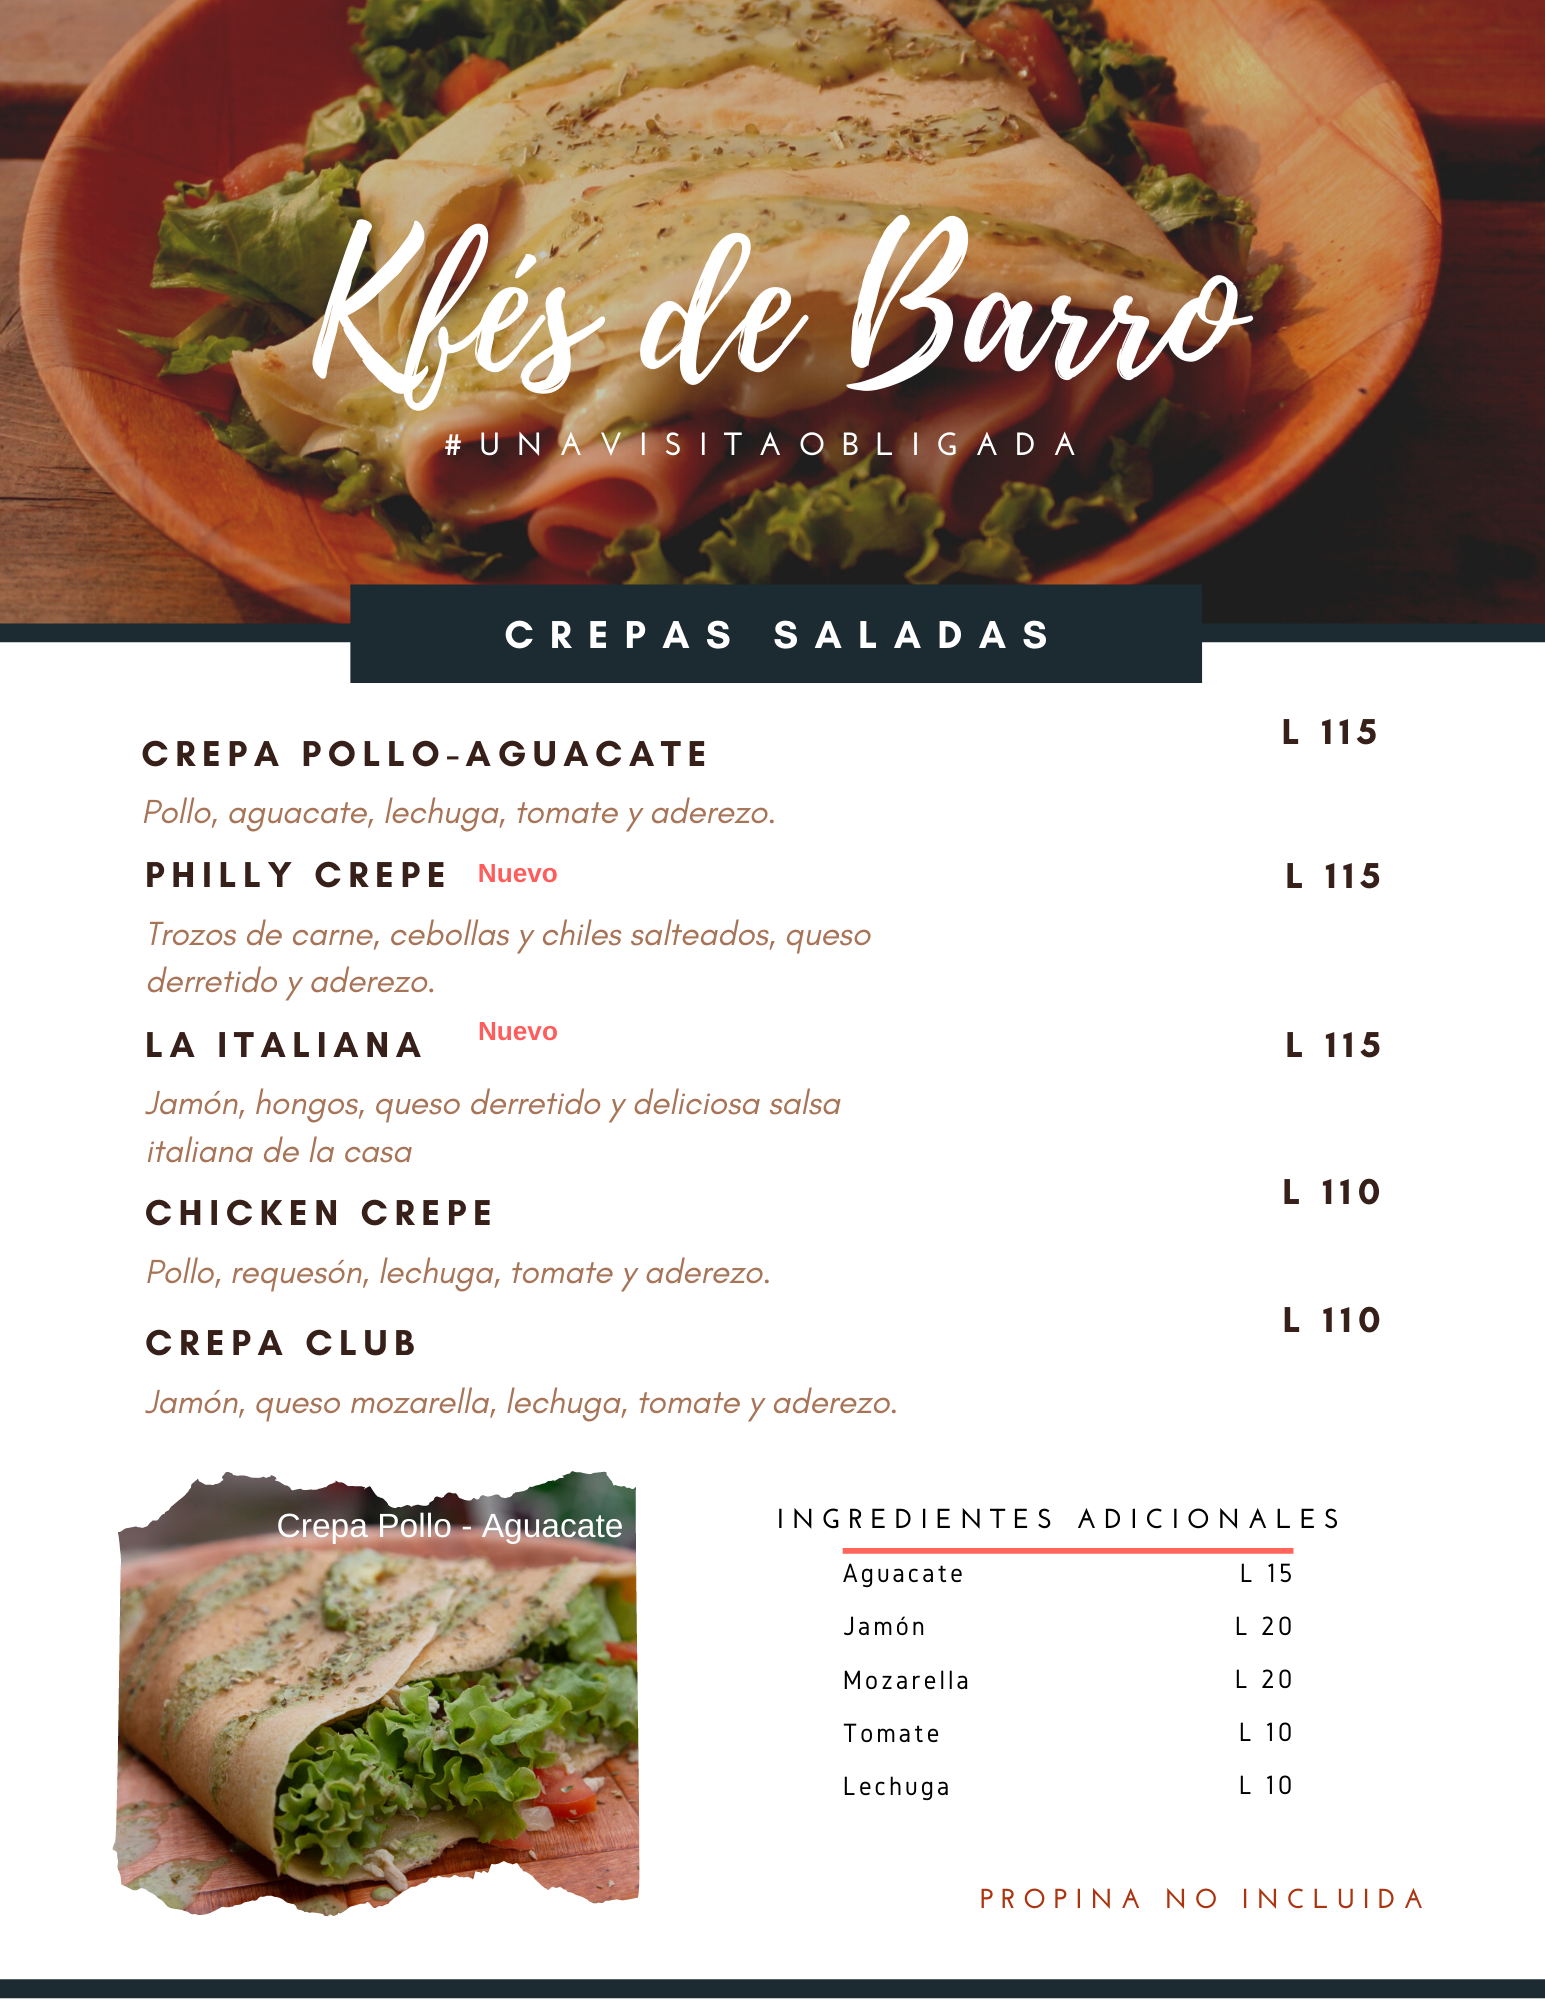 Kfés de Barro
#UNAVISITAOBLIGADA
CREPAS SALADAS
CREPA POLLO-AGUACATE L 115
Pollo, aguacate, lechuga, tomate y aderezo.
PHILLY CREPE Nuevo L 115
Trozos de carne, cebollas y chiles salteados, queso
derretido y aderezo.
LA ITALIANA Nuevo L 115
Jamón, hongos, queso derretido y deliciosa salsa
italiana de la casa
CHICKEN CREPE L 110
Pollo, requesón, lechuga, tomate y aderezo.
CREPA CLUB L 110
Jamón, queso mozarella, lechuga, tomate y aderezo.
Crepa Pollo - Aguacate
INGREDIENTES ADICIONALES
Aguacate L 15
Jamón L 20
Mozarella L 20
Tomate L 10
Lechuga L 10
PROPINA NO INCLUIDA